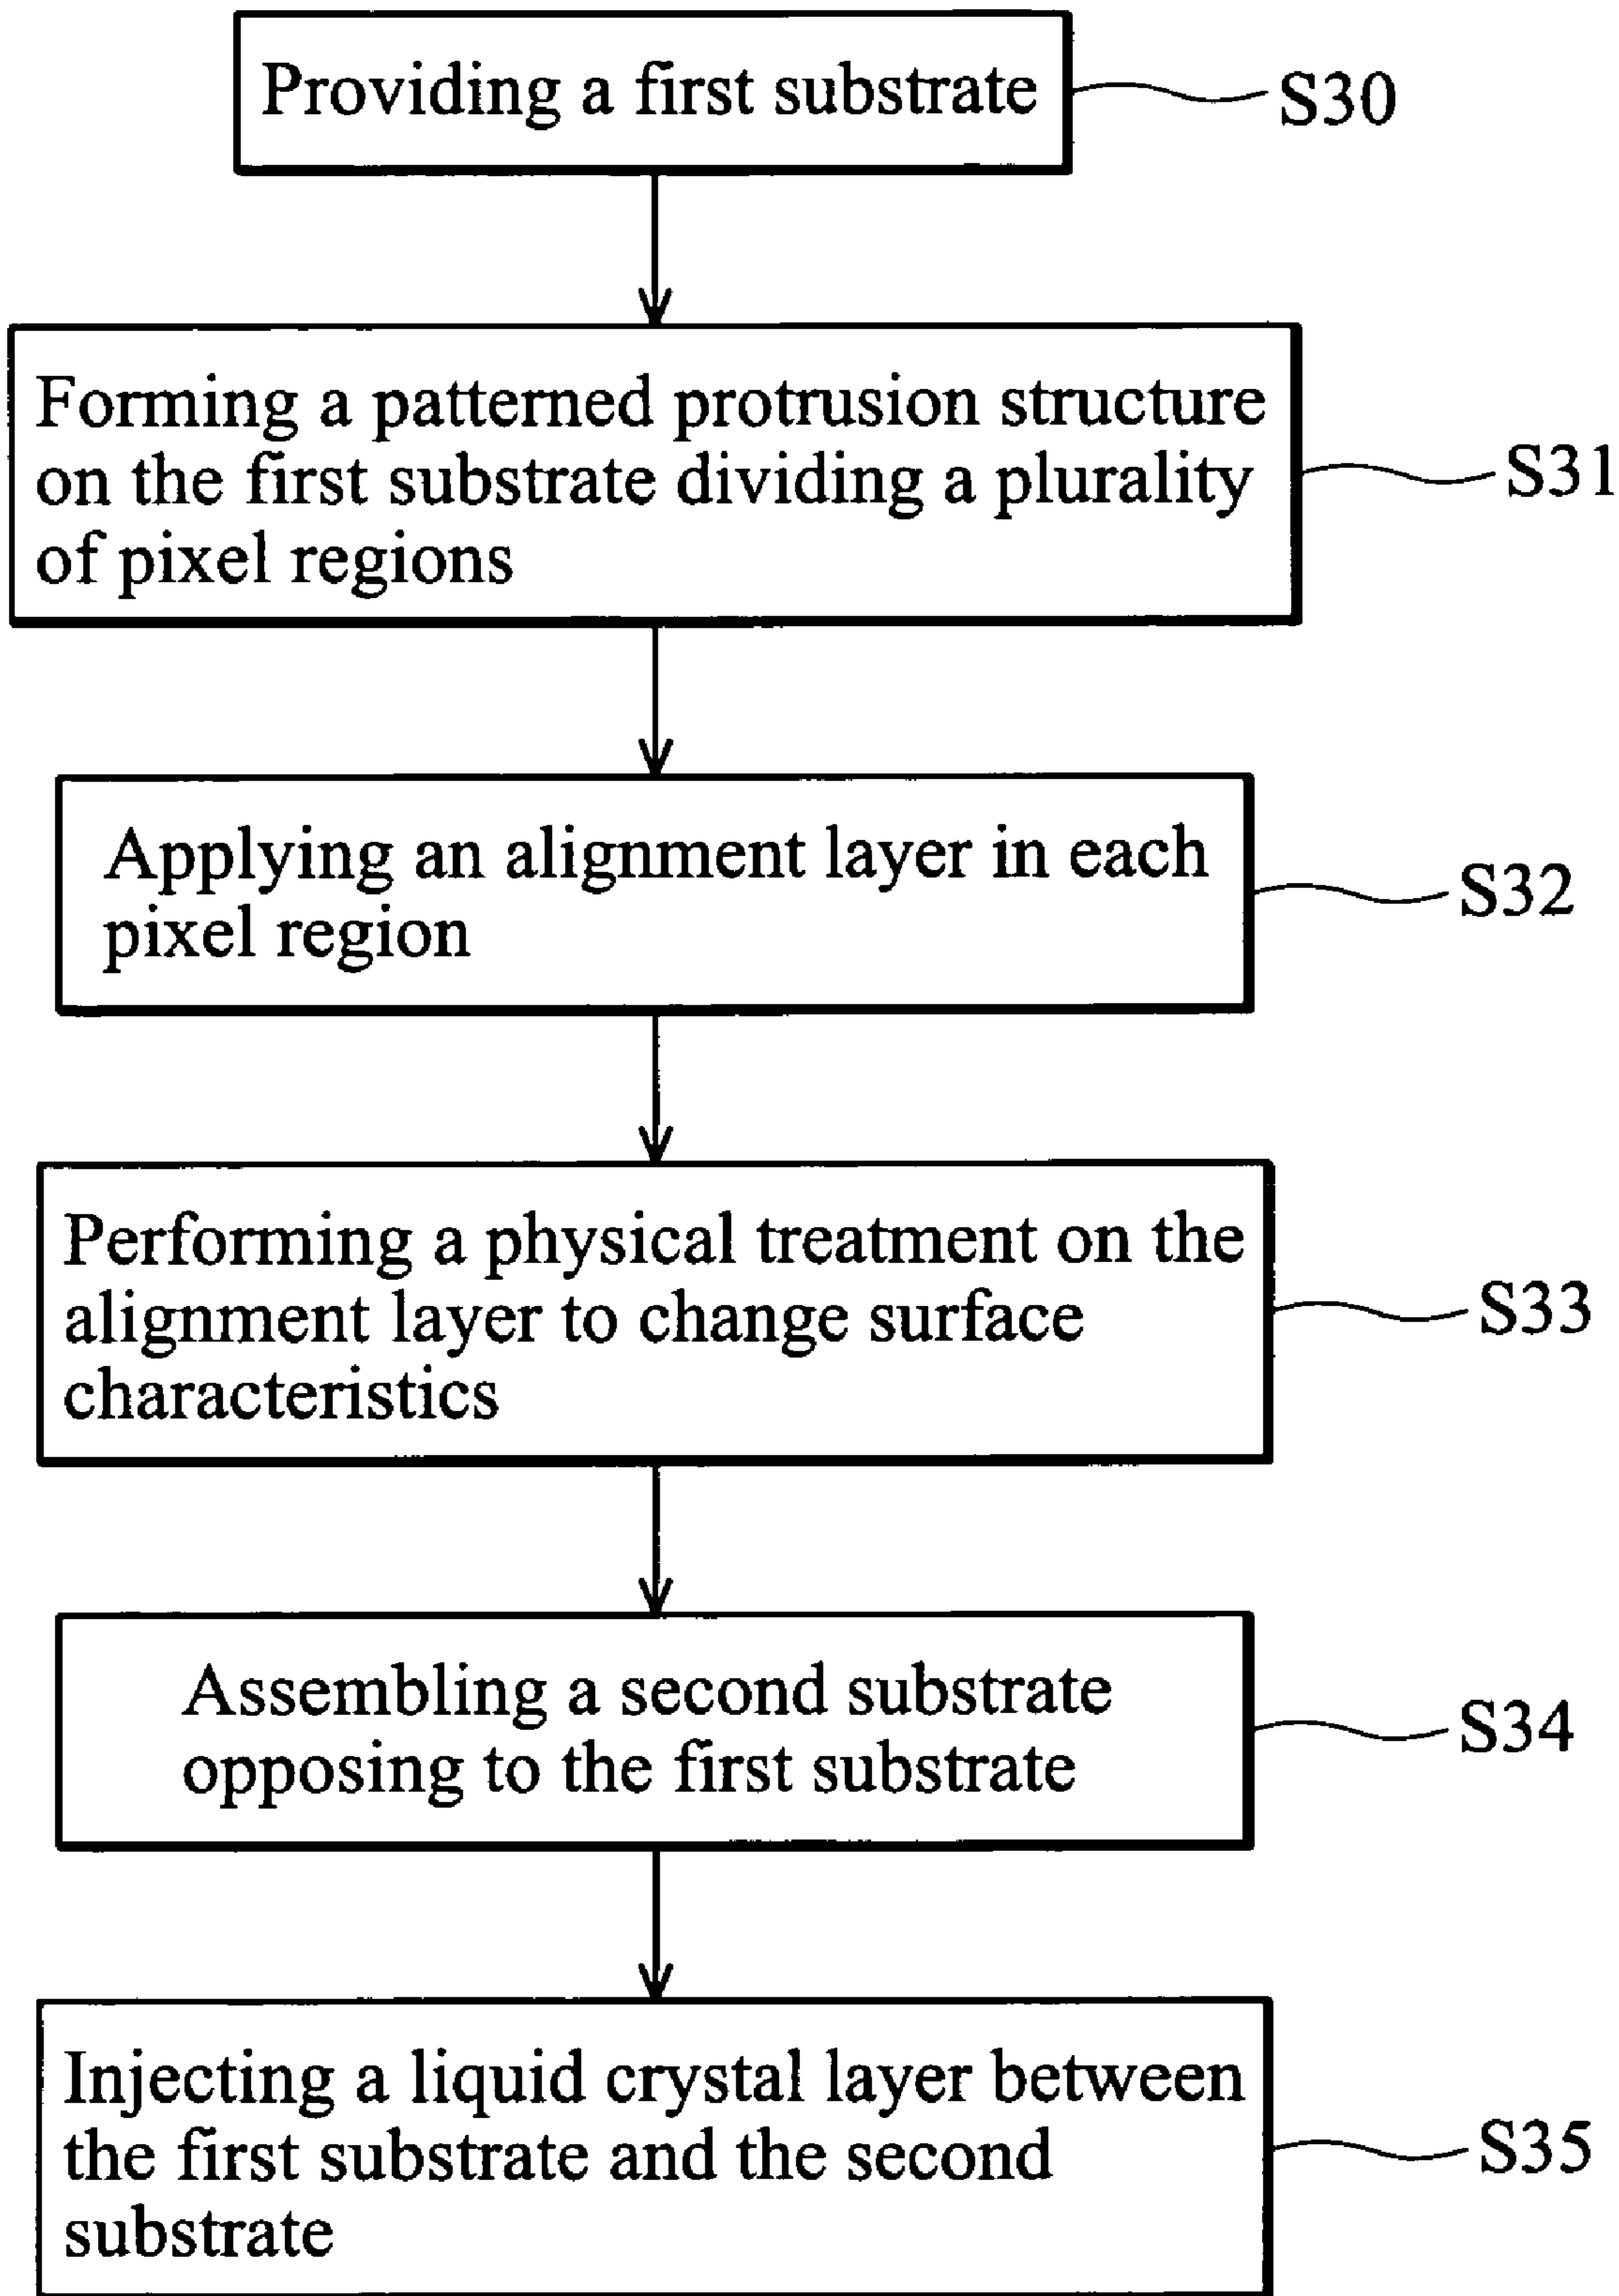 Providing a first substrate
S30
Forming a patterned protrusion structure
on the first substrate dividing a plurality
of pixel regions
S31
Applying an alignment layer in each
pixel region
S32
Performing a physical treatment on the
alignment layer to change surface
characteristics
S33
Assembling a second substrate
opposing to the first substrate
S34
Injecting a liquid crystal layer between
the first substrate and the second
substrate
S35